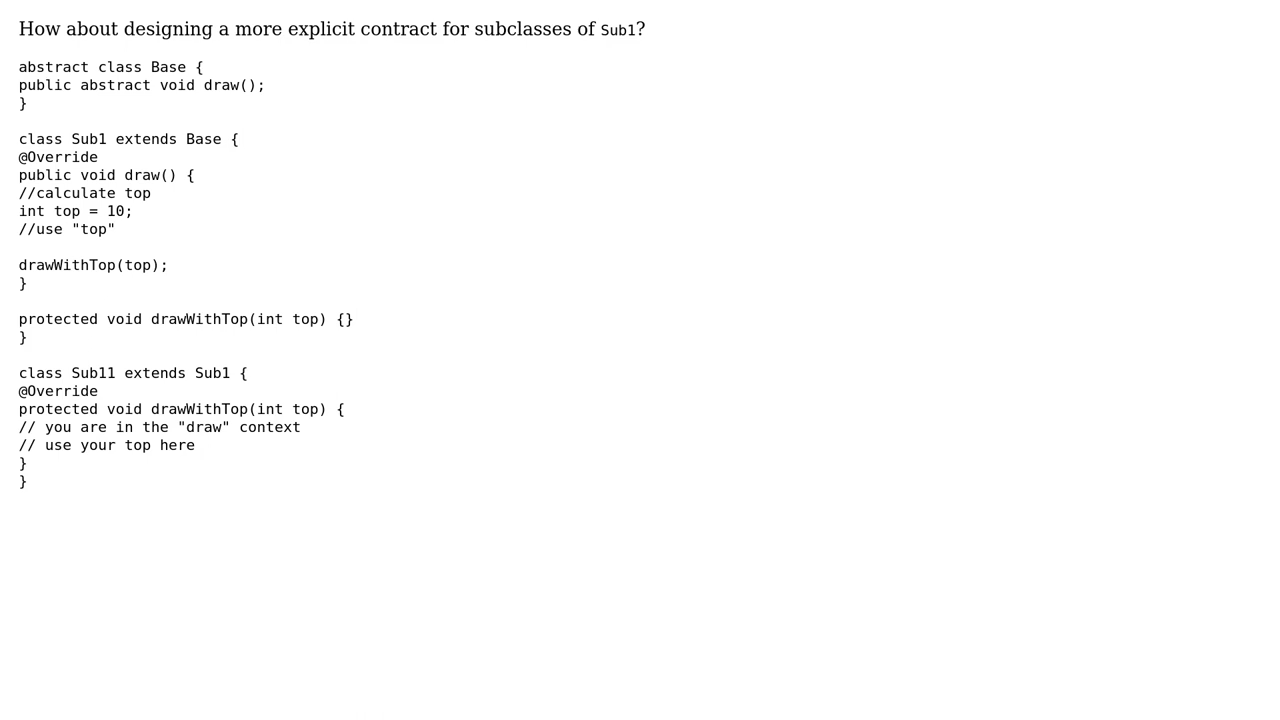 How about designing a more explicit contract for subclasses of Sub1?
abstract class Base {
public abstract void draw();
}
class Sub1 extends Base {
@Override
public void draw() {
//calculate top
int top = 10;
//use "top"
drawWithTop(top);
}
protected void drawWithTop(int top) {}
}
class Sub11 extends Sub1 {
@Override
protected void drawWithTop(int top) {
// you are in the "draw" context
// use your top here
}
}